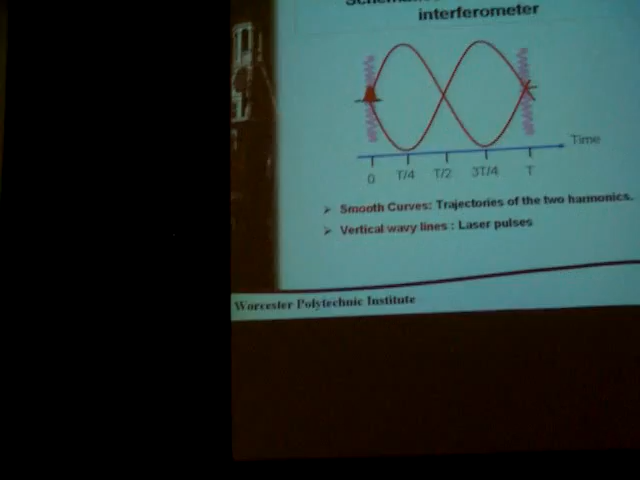 interferometer
Time
0 T/4 T/2 3T/4 T
➢ Smooth Curves: Trajectories of the two harmonics.
➢ Vertical wavy lines : Laser pulses
Worcester Polytechnic Institute